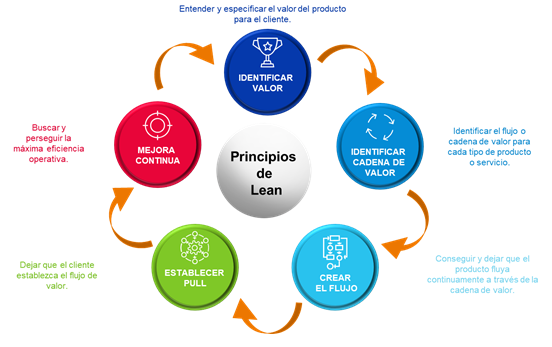 Entender y especificar el valor del producto
para el cliente.
IDENTIFICAR
VALOR
Identificar el flujo o
cadena de valor para
cada tipo de producto
o servicio.
IDENTIFICAR
CADENA DE
VALOR
Conseguir y dejar que el
producto fluya
continuamente a través de la
cadena de valor.
CREAR
EL FLUJO
Dejar que el cliente
establezca el flujo de
valor.
ESTABLECER
PULL
Buscar y
perseguir la
máxima eficiencia
operativa.
MEJORA
CONTINUA
Principios
de
Lean